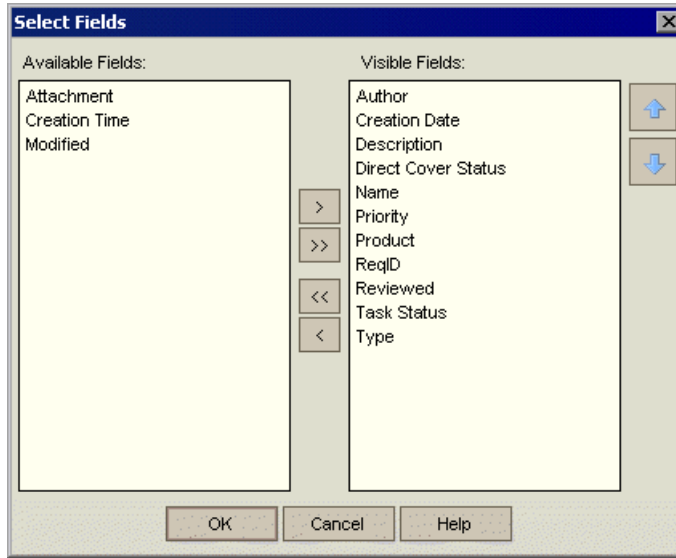 Select Fields
Available Fields:
Attachment
Creation Time
Modified
>
>>
<<
<
Visible Fields:
Author
Creation Date
Description
Direct Cover Status
Name
Priority
Product
ReqID
Reviewed
Task Status
Type
OK Cancel Help